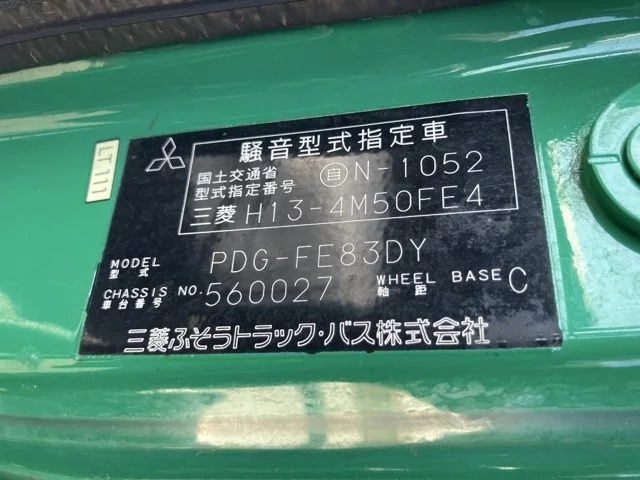 騒音型式指定車
国土交通省
型式指定番号 自 N-1052
三菱 H13-4M50FE4
MODEL
型式 PDG-FE83DY
CHASSIS NO. 560027 WHEEL BASE C
車台番号 軸距
三菱ふそうトラック・バス株式会社